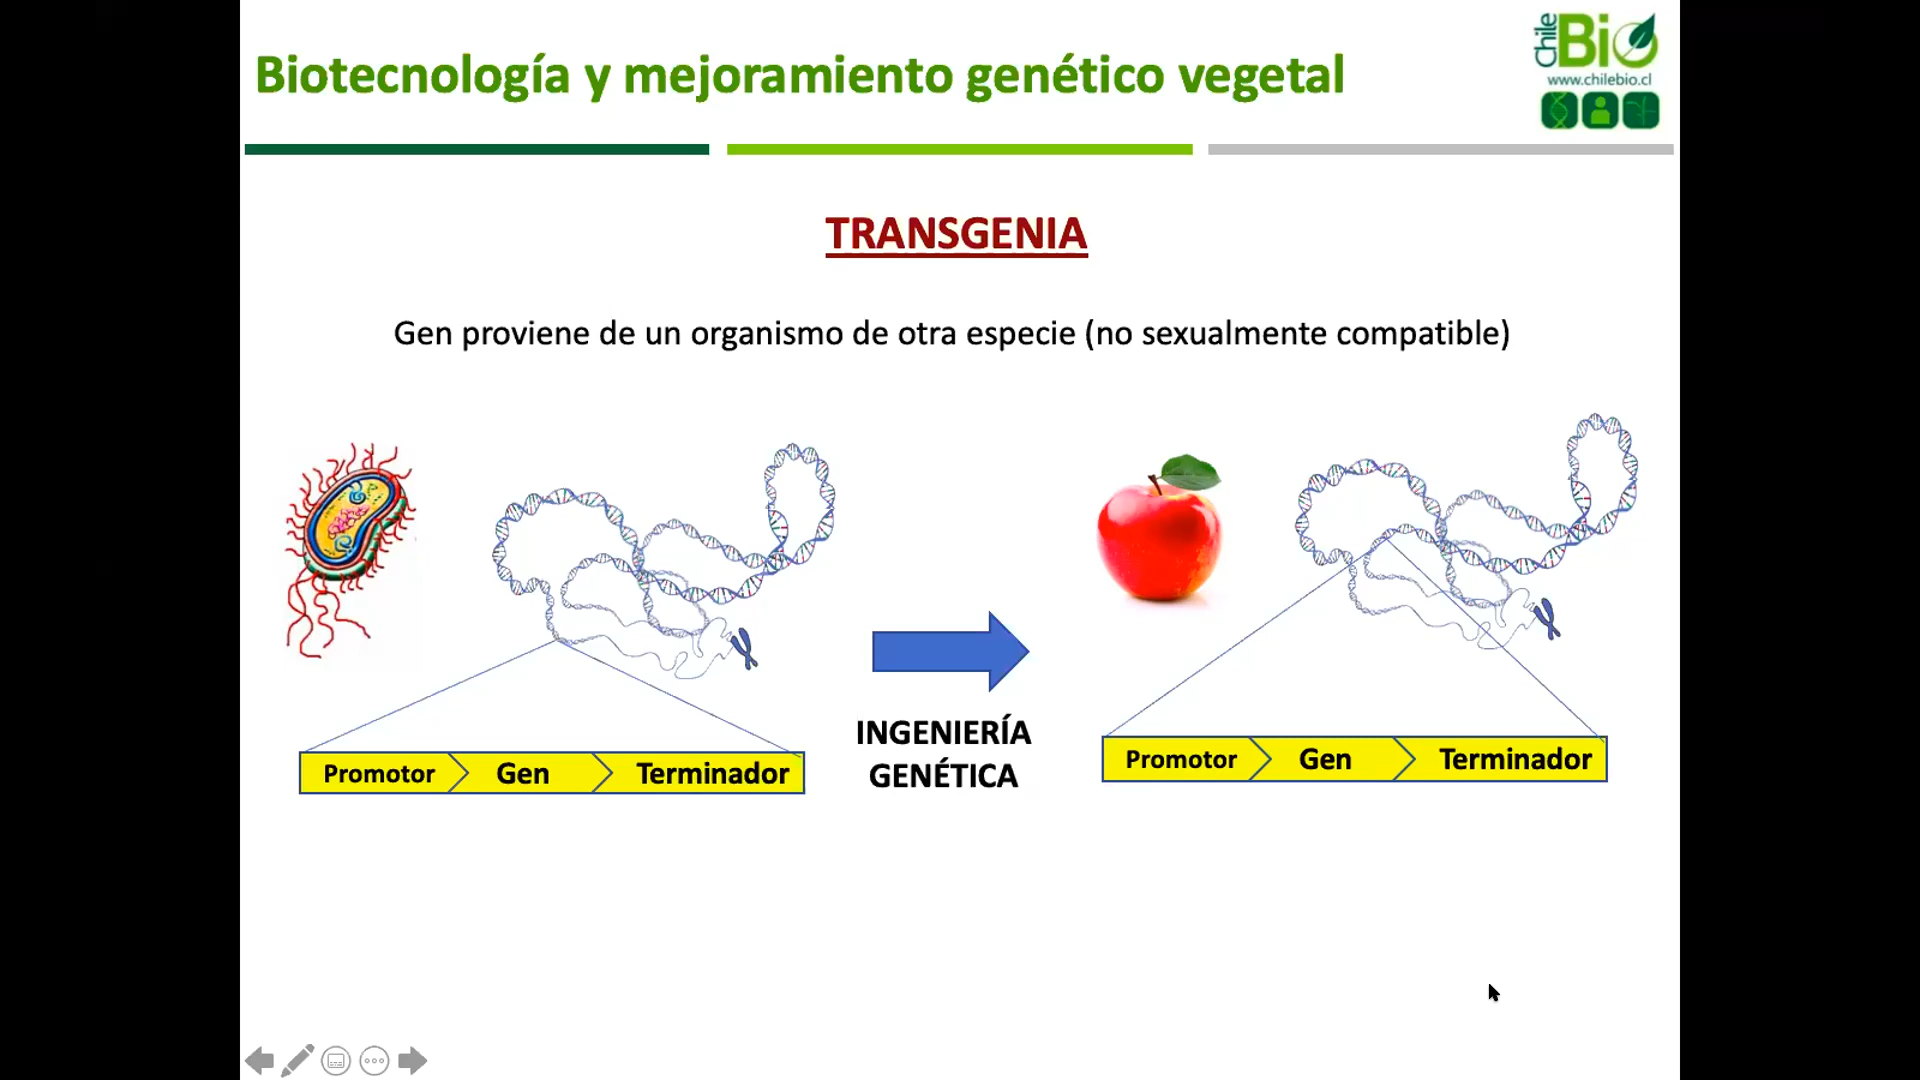 Biotecnología y mejoramiento genético vegetal
Chile
Bio
www.chilebio.cl
TRANSGENIA
Gen proviene de un organismo de otra especie (no sexualmente compatible)
INGENIERÍA
GENÉTICA
Promotor Gen Terminador
Promotor Gen Terminador